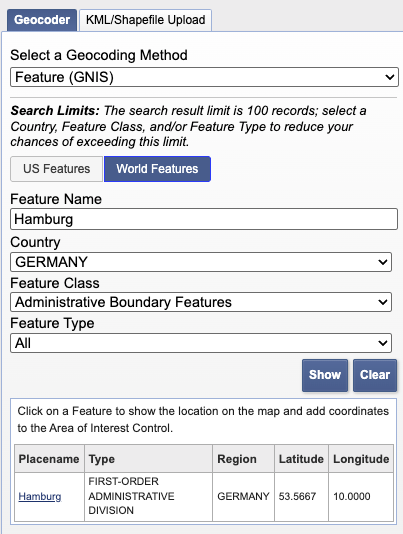 Geocoder KML/Shapefile Upload
Select a Geocoding Method
Feature (GNIS)
Search Limits: The search result limit is 100 records; select a
Country, Feature Class, and/or Feature Type to reduce your
chances of exceeding this limit.
US Features World Features
Feature Name
Hamburg
Country
GERMANY
Feature Class
Administrative Boundary Features
Feature Type
All
Show Clear
Click on a Feature to show the location on the map and add coordinates
to the Area of Interest Control.
Placename Type Region Latitude Longitude
FIRST-ORDER
Hamburg ADMINISTRATIVE GERMANY 53.5667 10.0000
DIVISION